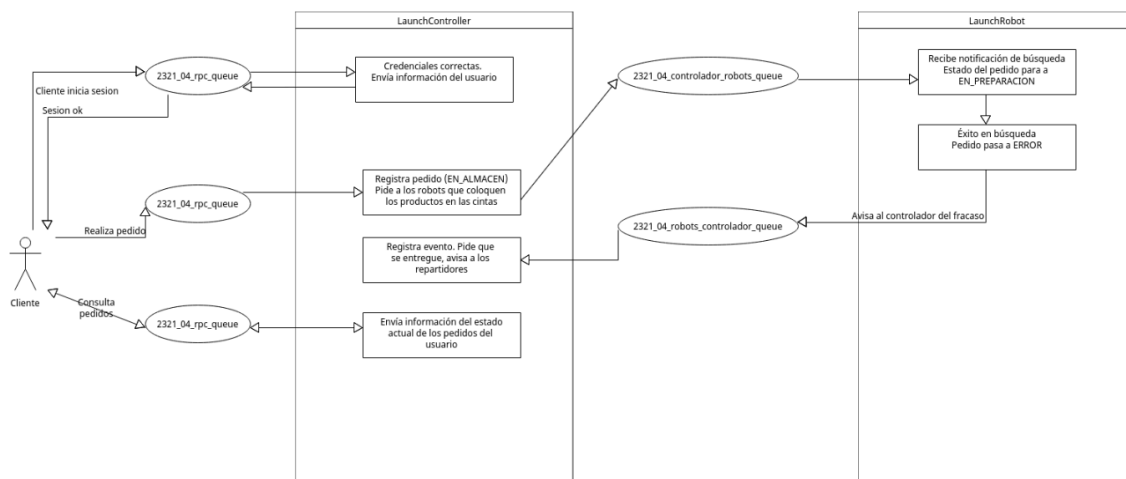 LaunchController
LaunchRobot
2321_04_rpc_queue
Credenciales correctas.
Envía información del usuario
2321_04_controlador_robots_queue
Recibe notificación de búsqueda
Estado del pedido para a
EN_PREPARACION
Cliente inicia sesion
Sesion ok
Éxito en búsqueda
Pedido pasa a ERROR
2321_04_rpc_queue
Registra pedido (EN_ALMACEN)
Pide a los robots que coloquen
los productos en las cintas
Realiza pedido
2321_04_robots_controlador_queue
Avisa al controlador del fracaso
Registra evento. Pide que
se entregue, avisa a los
repartidores
Cliente
Consulta
pedidos
2321_04_rpc_queue
Envía información del estado
actual de los pedidos del
usuario